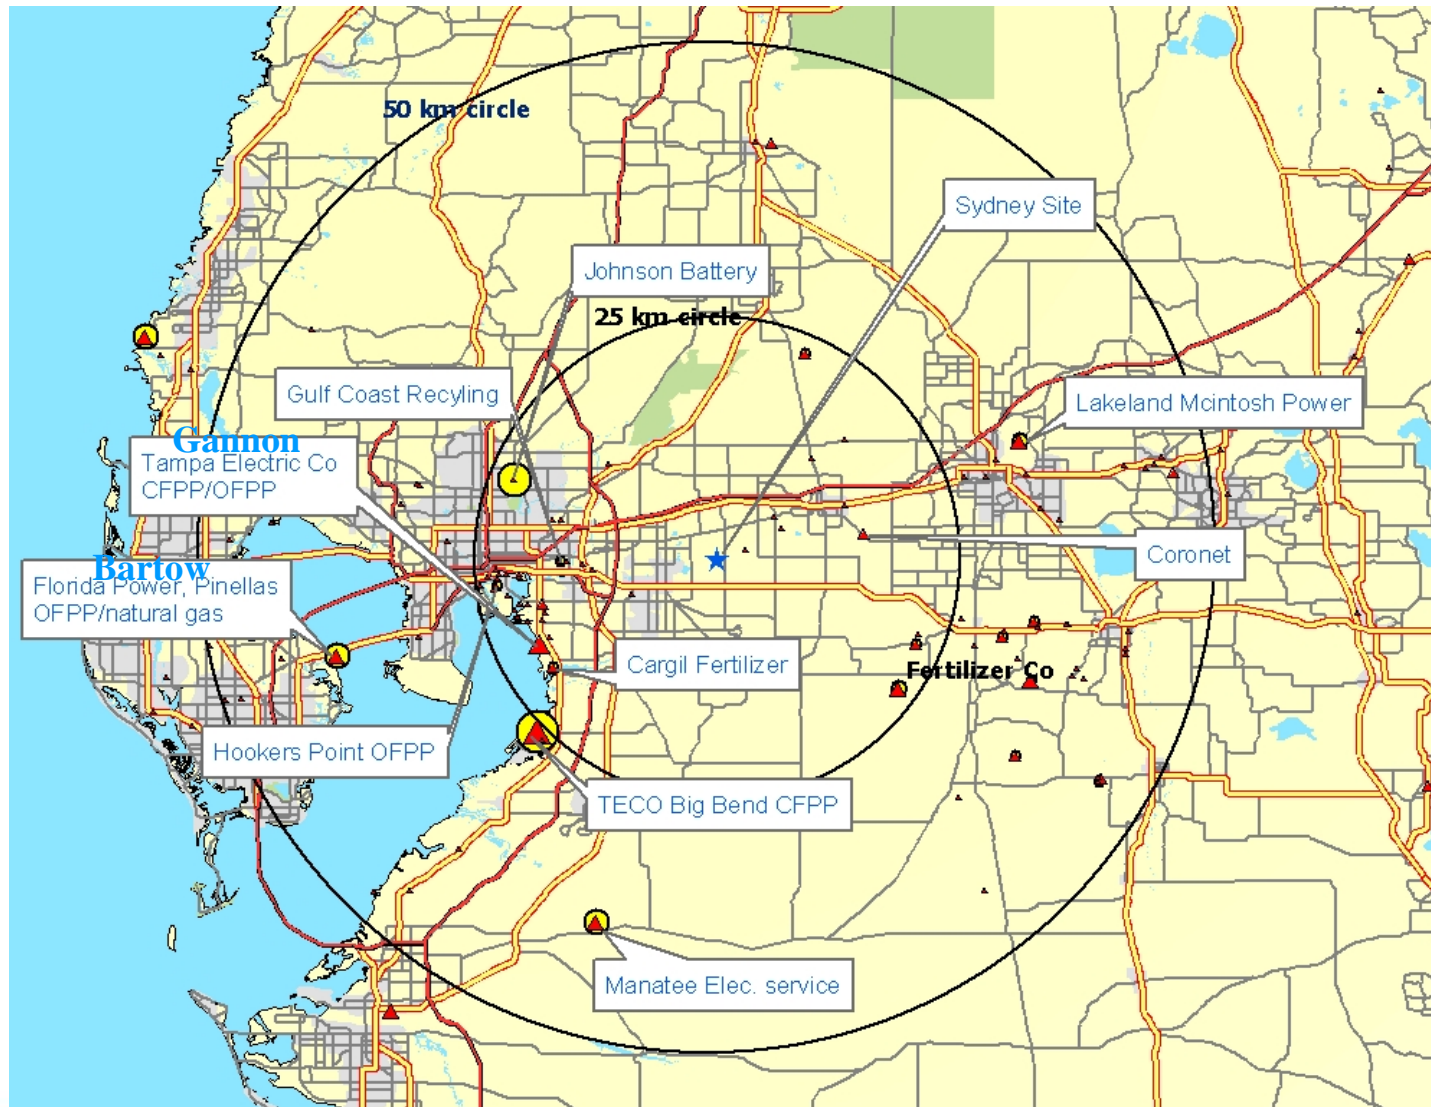 50 km circle
Sydney Site
Johnson Battery
25 km circle
Gulf Coast Recyling
Lakeland Mcintosh Power
Gannon
Tampa Electric Co
CFPP/OFPP
Coronet
Bartow
Florida Power, Pinellas
OFPP/natural gas
Cargil Fertilizer
Fertilizer Co
Hookers Point OFPP
TECO Big Bend CFPP
Manatee Elec. service